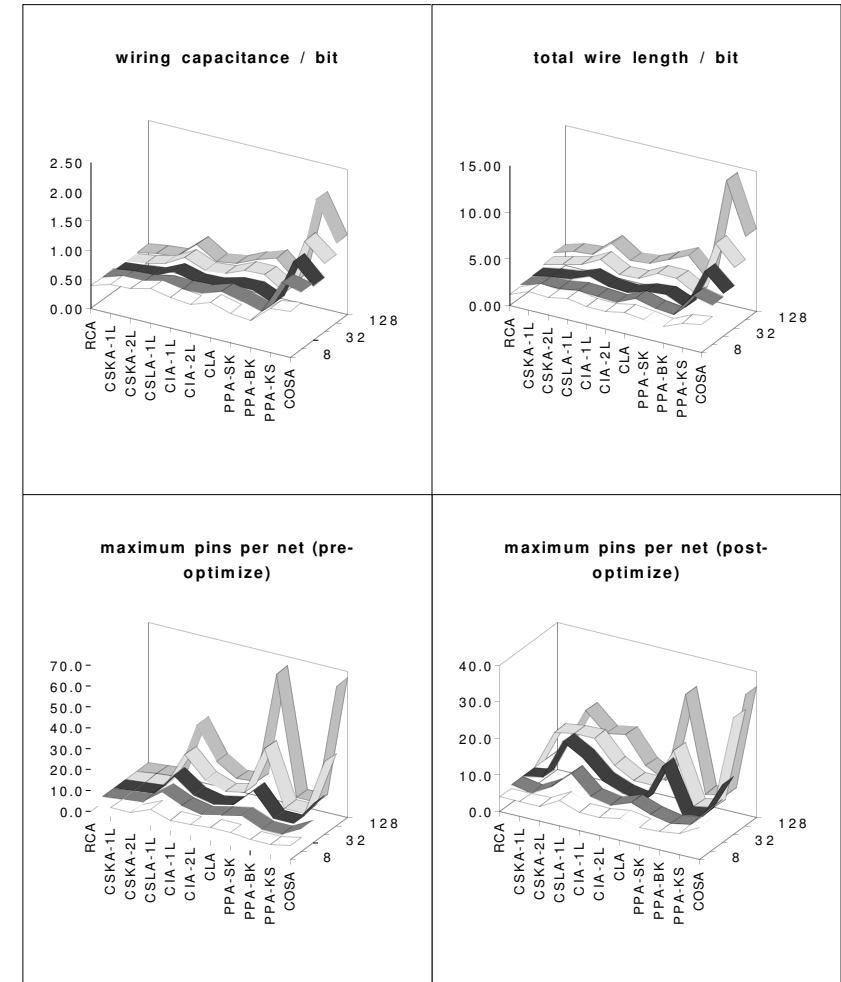 wiring capacitance / bit
2.50
2.00
1.50
1.00
0.50
0.00
RCA
CSKA-1L
CSKA-2L
CSLA-1L
CIA-1L
CIA-2L
CLA
PPA-SK
PPA-BK
PPA-KS
COSA
8
32
128
total wire length / bit
15.00
10.00
5.00
0.00
RCA
CSKA-1L
CSKA-2L
CSLA-1L
CIA-1L
CIA-2L
CLA
PPA-SK
PPA-BK
PPA-KS
COSA
8
32
128
maximum pins per net (pre-
optimize)
70.0
60.0
50.0
40.0
30.0
20.0
10.0
0.0
RCA
CSKA-1L
CSKA-2L
CSLA-1L
CIA-1L
CIA-2L
CLA
PPA-SK
PPA-BK
PPA-KS
COSA
8
32
128
maximum pins per net (post-
optimize)
40.0
30.0
20.0
10.0
0.0
RCA
CSKA-1L
CSKA-2L
CSLA-1L
CIA-1L
CIA-2L
CLA
PPA-SK
PPA-BK
PPA-KS
COSA
8
32
128